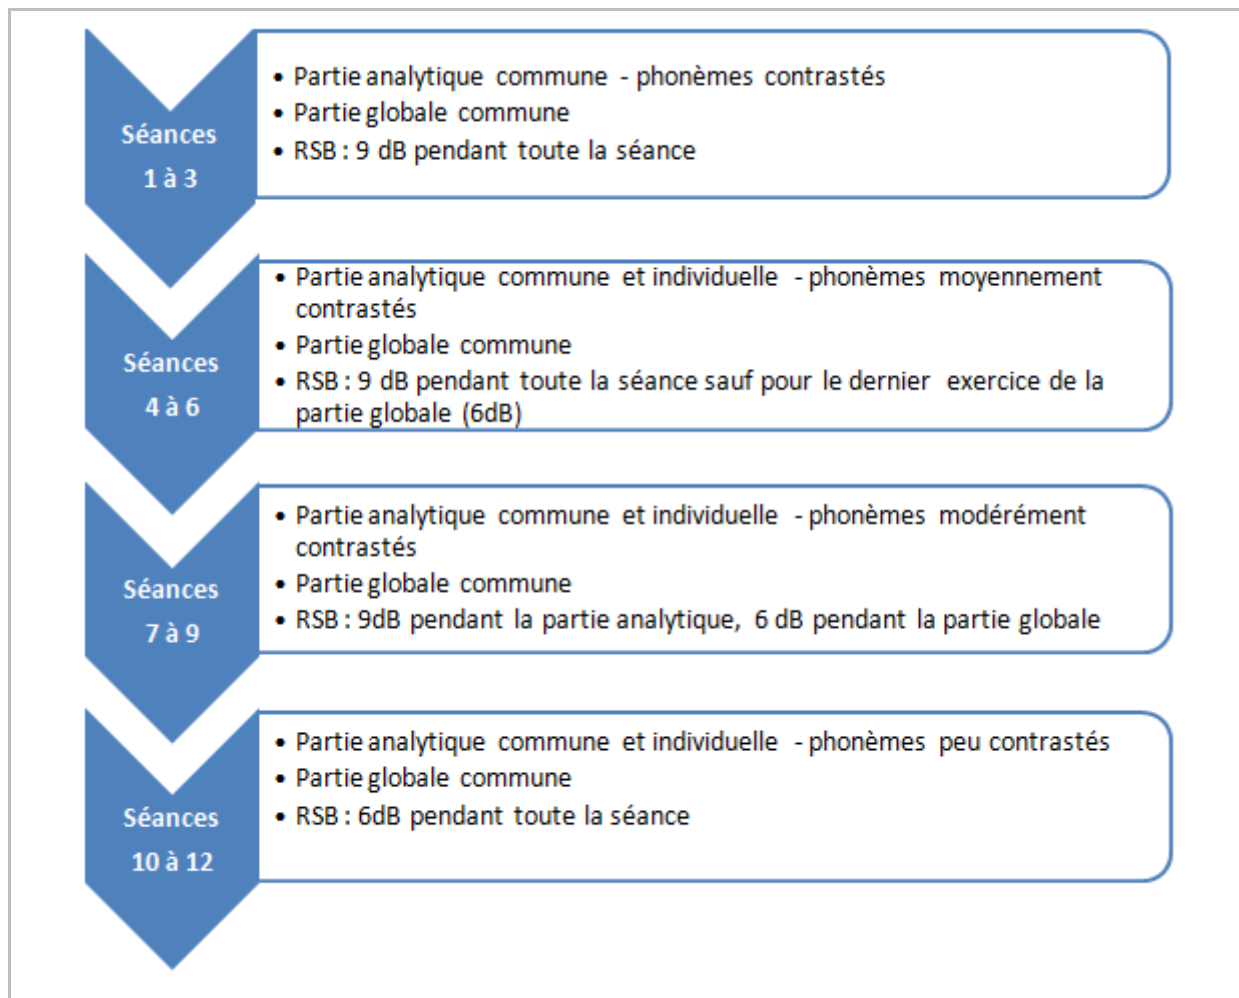 Séances
1 à 3
• Partie analytique commune - phonèmes contrastés
• Partie globale commune
• RSB : 9 dB pendant toute la séance
Séances
4 à 6
• Partie analytique commune et individuelle - phonèmes moyennement
contrastés
• Partie globale commune
• RSB : 9 dB pendant toute la séance sauf pour le dernier exercice de la
partie globale (6dB)
Séances
7 à 9
• Partie analytique commune et individuelle - phonèmes modérément
contrastés
• Partie globale commune
• RSB : 9dB pendant la partie analytique, 6 dB pendant la partie globale
Séances
10 à 12
• Partie analytique commune et individuelle - phonèmes peu contrastés
• Partie globale commune
• RSB : 6dB pendant toute la séance